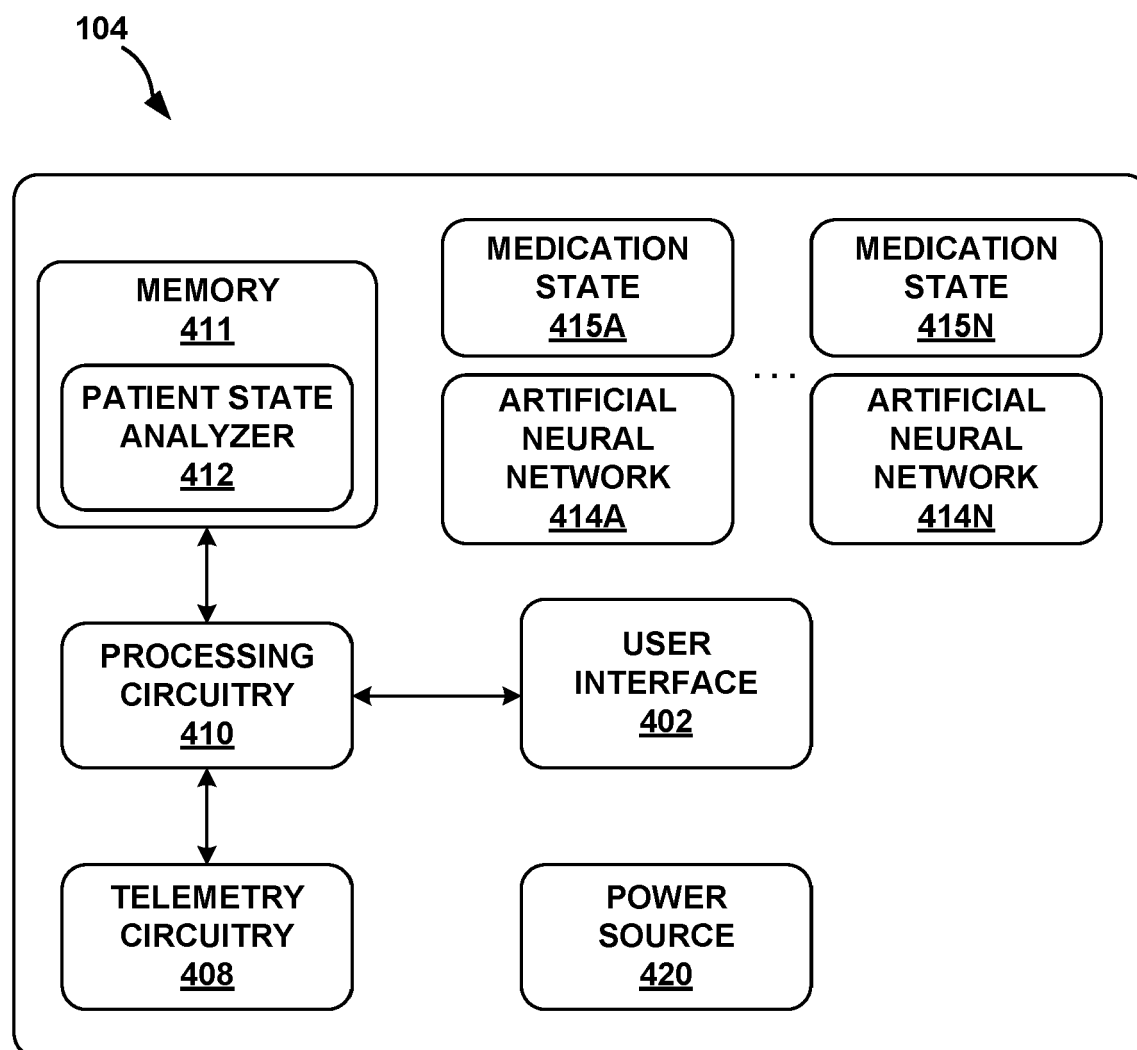 104
MEMORY
411
PATIENT STATE
ANALYZER
412
MEDICATION
STATE
415A
MEDICATION
STATE
415N
. . .
ARTIFICIAL
NEURAL
NETWORK
414A
ARTIFICIAL
NEURAL
NETWORK
414N
PROCESSING
CIRCUITRY
410
USER
INTERFACE
402
TELEMETRY
CIRCUITRY
408
POWER
SOURCE
420